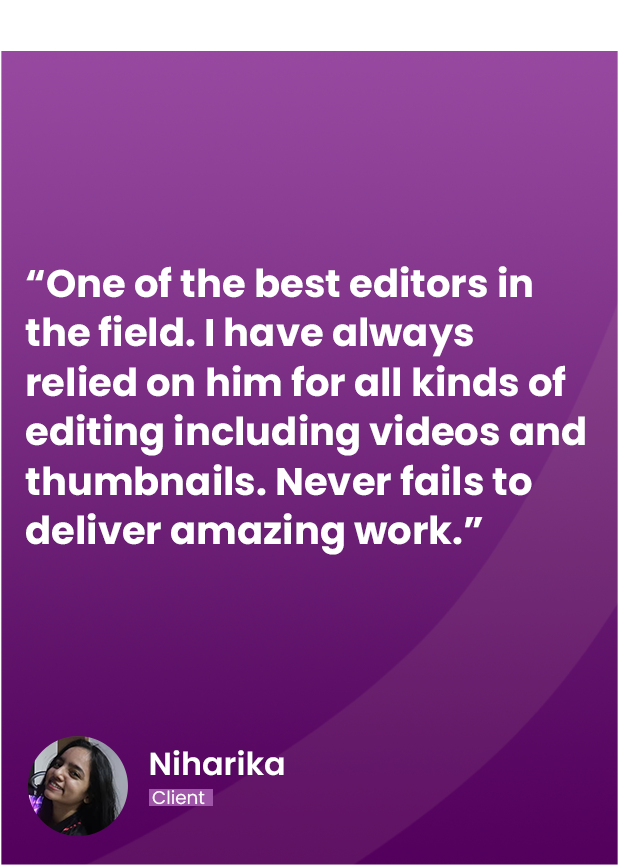 “One of the best editors in
the field. I have always
relied on him for all kinds of
editing including videos and
thumbnails. Never fails to
deliver amazing work.”
Niharika
Client